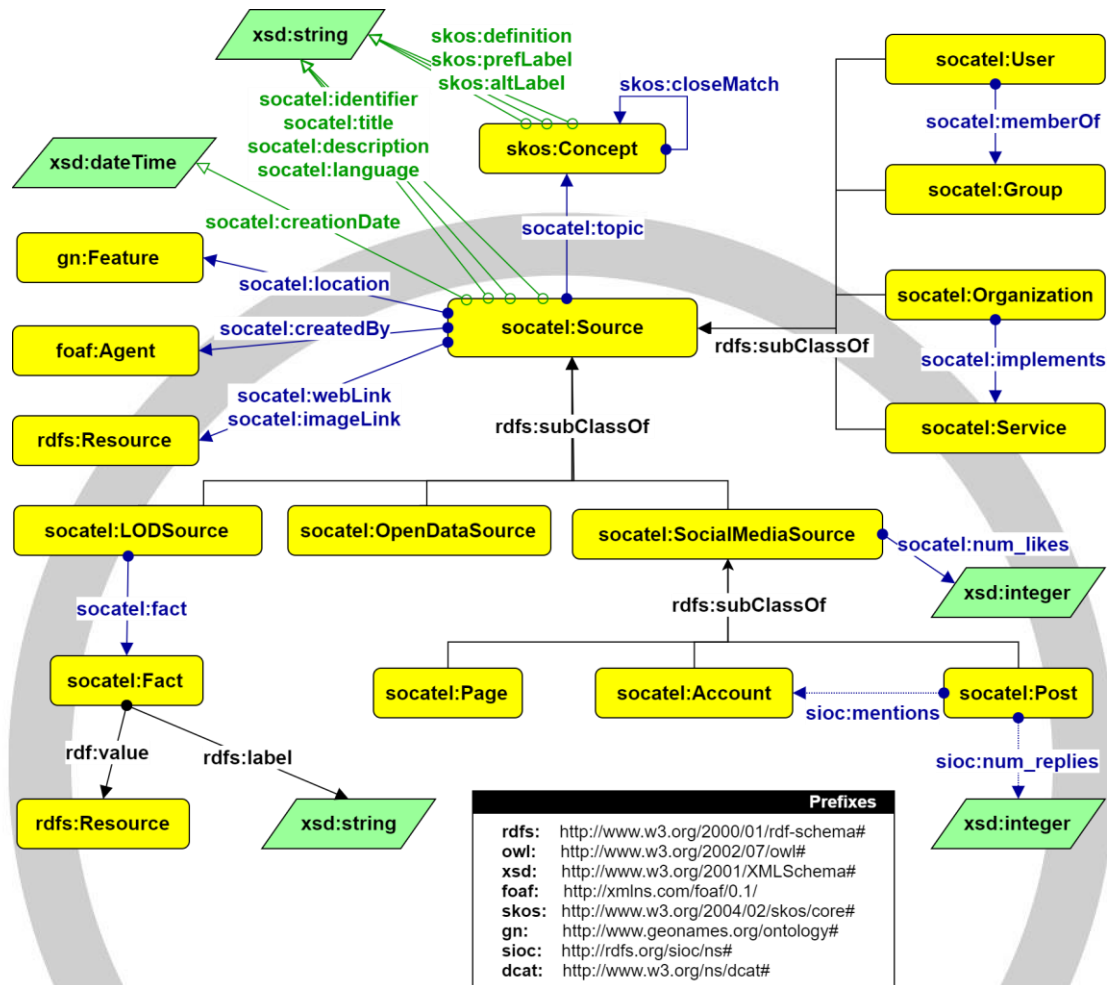 xsd:string
skos:definition
skos:prefLabel
skos:altLabel
socatel:User
skos:closeMatch
socatel:identifier
socatel:title
socatel:description
socatel:language
socatel:memberOf
xsd:dateTime
skos:Concept
socatel:Group
socatel:creationDate
socatel:topic
gn:Feature
socatel:location
socatel:Organization
socatel:createdBy
socatel:Source
rdfs:subClassOf
foaf:Agent
socatel:implements
socatel:webLink
socatel:imageLink
rdfs:Resource
rdfs:subClassOf
socatel:Service
socatel:LODSource
socatel:OpenDataSource
socatel:SocialMediaSource
socatel:num_likes
xsd:integer
socatel:fact
rdfs:subClassOf
socatel:Fact
socatel:Page
socatel:Account
socatel:Post
sioc:mentions
rdf:value
rdfs:label
sioc:num_replies
rdfs:Resource
xsd:string
xsd:integer
Prefixes
rdfs: http://www.w3.org/2000/01/rdf-schema#
owl: http://www.w3.org/2002/07/owl#
xsd: http://www.w3.org/2001/XMLSchema#
foaf: http://xmlns.com/foaf/0.1/
skos: http://www.w3.org/2004/02/skos/core#
gn: http://www.geonames.org/ontology#
sioc: http://rdfs.org/sioc/ns#
dcat: http://www.w3.org/ns/dcat#